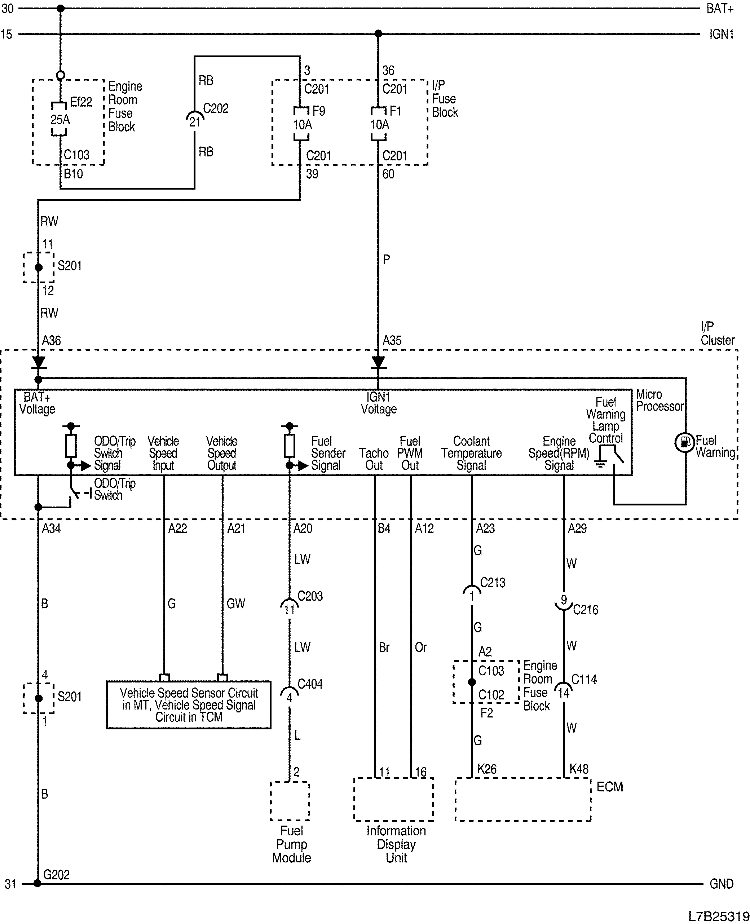 30 BAT+
15 IGN1
3 36
RB
C201 C201
I/P
Fuse
Block
Engine
Room
Fuse
Block
Ef22
25A
C202
21
F9
10A
F1
10A
RB
C103
B10
C201 C201
39 60
RW
11
S201
12
P
RW
A36 A35
I/P
Cluster
BAT+
Voltage
IGN1
Voltage
Micro
Processor
Fuel
Warning
Lamp
Control
Fuel
Warning
ODO/Trip
Switch
Signal
Vehicle
Speed
Input
Vehicle
Speed
Output
Fuel
Sender
Signal
Tacho
Out
Fuel
PWM
Out
Coolant
Temperature
Signal
Engine
Speed(RPM)
Signal
ODO/Trip
Switch
A34 A22 A21 A20 B4 A12 A23 A29
LW G W
C213
1
C203
11
9
C216
B G GW
G
LW Br Or W
A2
C103
C102
F2
Engine
Room
Fuse
Block
C114
14
4
S201
1
Vehicle Speed Sensor Circuit
in MT, Vehicle Speed Signal
Circuit in TCM
C404
4
L G W
2 11 16 K26 K48
ECM
B
Fuel
Pump
Module
Information
Display
Unit
G202
31 GND
L7B25319